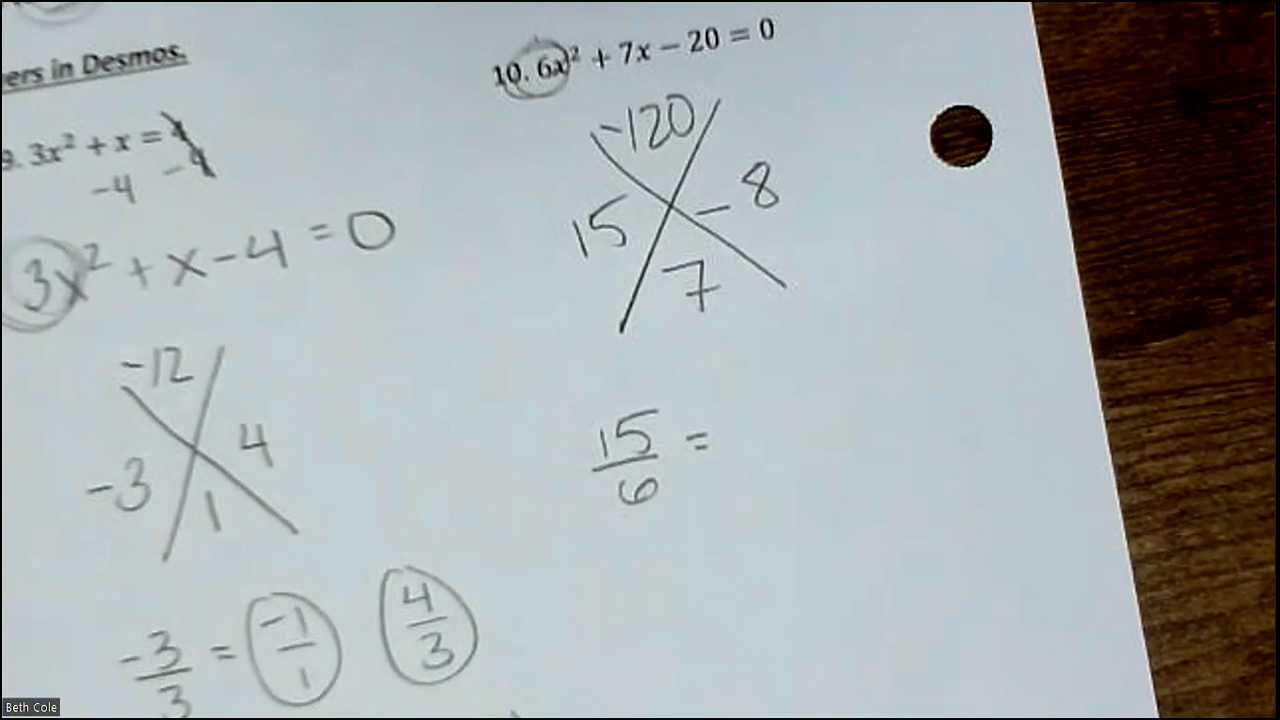 ers in Desmos.
9. 3x² + x = 4
-4 -4
3x² + x - 4 = 0
-12
-3 4
1
-3/3 = -1/1 4/3
10. 6x² + 7x - 20 = 0
-120
15 -8
7
15/6 =
Beth Cole